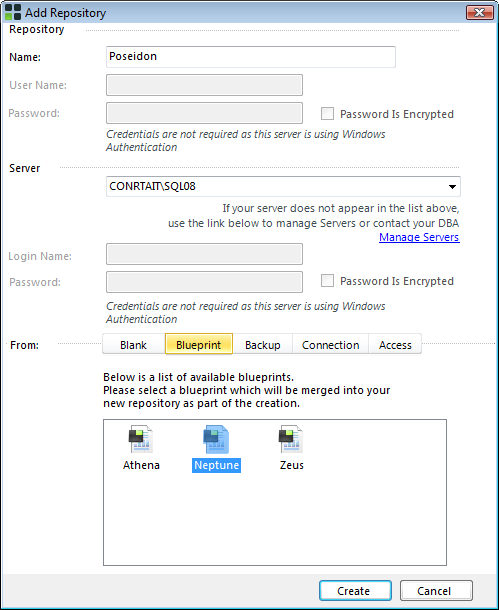 Add Repository
Repository
Name: Poseidon
User Name:
Password: Password Is Encrypted
Credentials are not required as this server is using Windows
Authentication
Server
CONRTAIT\SQL08
If your server does not appear in the list above,
use the link below to manage Servers or contact your DBA
Manage Servers
Login Name:
Password: Password Is Encrypted
Credentials are not required as this server is using Windows
Authentication
From: Blank Blueprint Backup Connection Access
Below is a list of available blueprints.
Please select a blueprint which will be merged into your
new repository as part of the creation.
Athena Neptune Zeus
Create Cancel